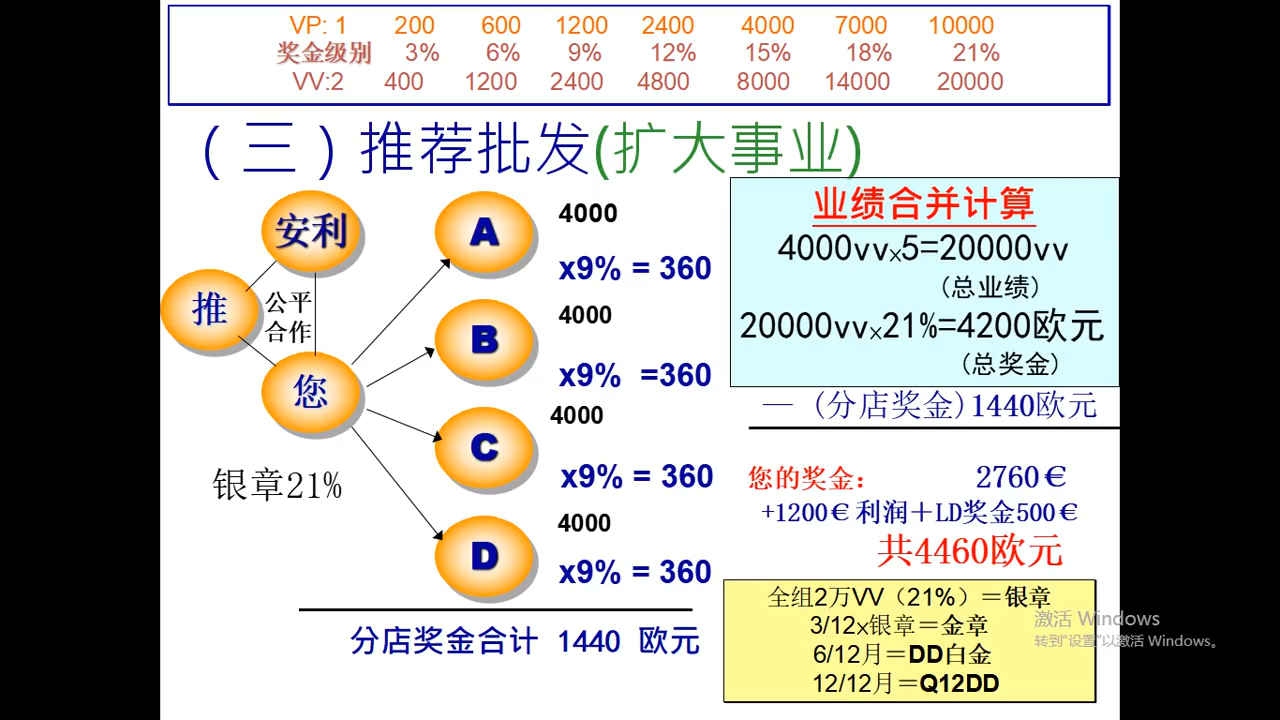 VP: 1 200 600 1200 2400 4000 7000 10000
奖金级别 3% 6% 9% 12% 15% 18% 21%
VV:2 400 1200 2400 4800 8000 14000 20000
（三）推荐批发(扩大事业)
安利
推
公平
合作
您
银章21%
A
4000
x9% = 360
B
4000
x9% =360
C
4000
x9% = 360
D
4000
x9% = 360
分店奖金合计 1440 欧元
业绩合并计算
4000vv×5=20000vv
(总业绩)
20000vv×21%=4200欧元
(总奖金)
—（分店奖金）1440欧元
您的奖金： 2760€
+1200€利润＋LD奖金500€
共4460欧元
全组2万VV（21%）＝银章
3/12×银章＝金章
6/12月＝DD白金
12/12月＝Q12DD
激活 Windows
转到“设置”以激活 Windows。